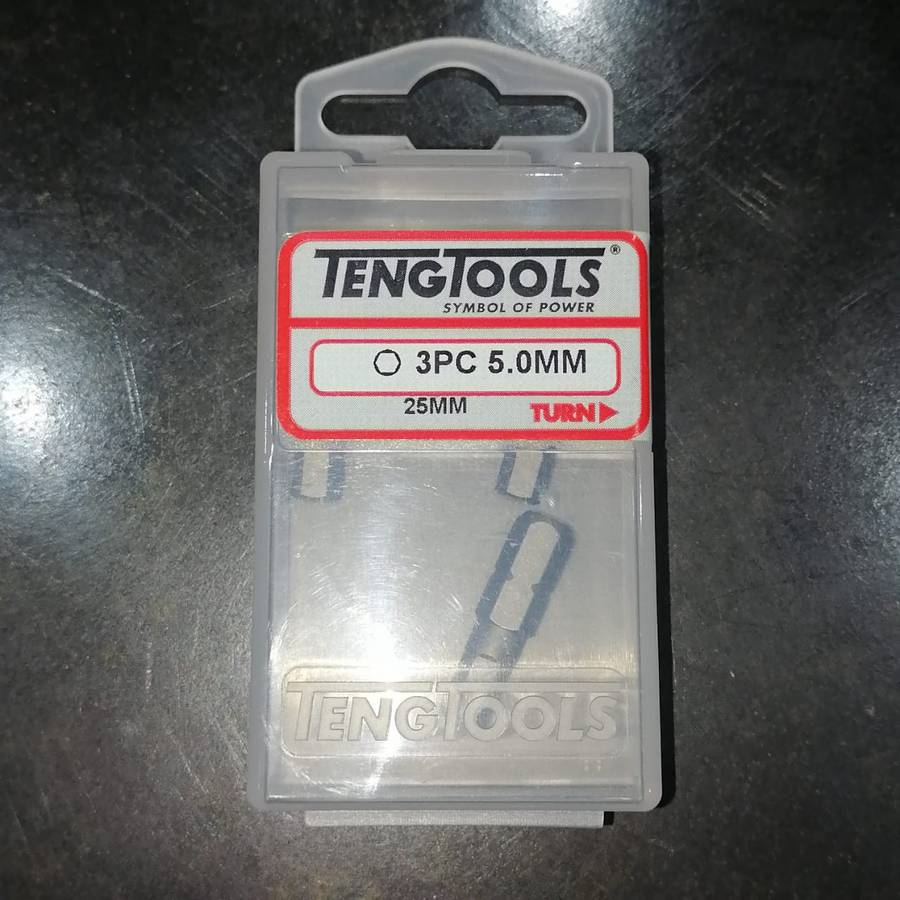 TENGTOOLS®
SYMBOL OF POWER
3PC 5.0MM
25MM
TURN
TENGTOOLS